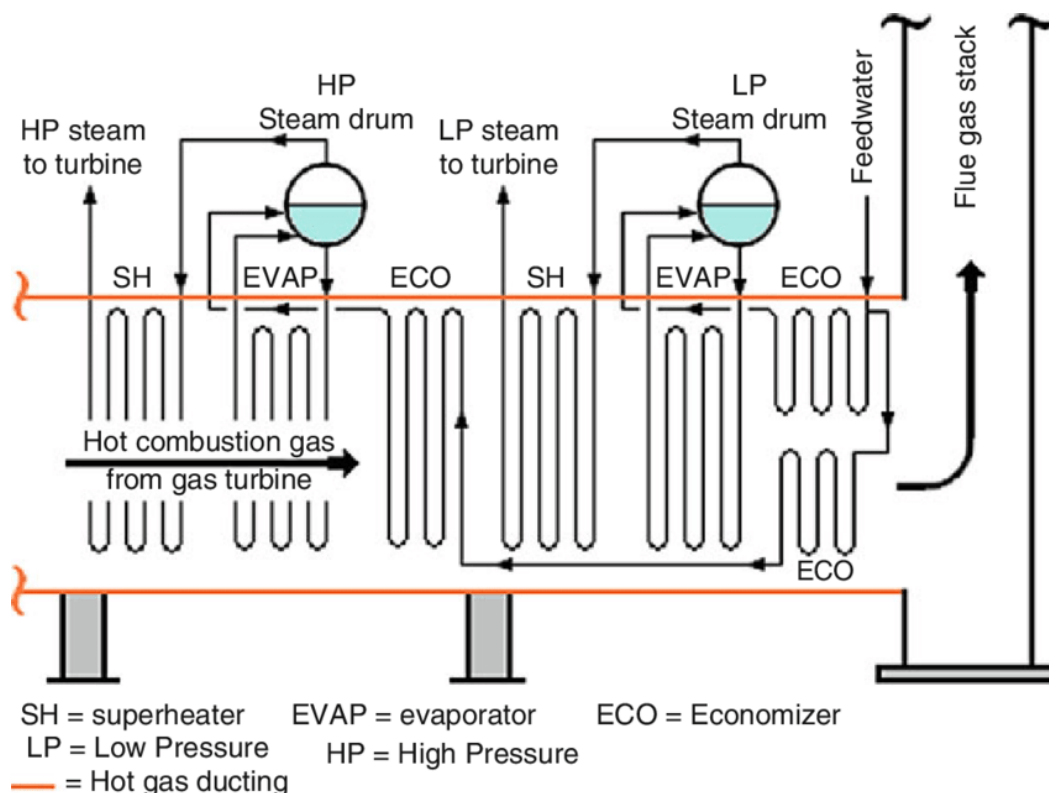 HP
Steam drum
HP steam
to turbine
LP
Steam drum
LP steam
to turbine
Feedwater
Flue gas stack
SH
EVAP
ECO
SH
EVAP
ECO
Hot combustion gas
from gas turbine
ECO
SH = superheater
EVAP = evaporator
ECO = Economizer
LP = Low Pressure
HP = High Pressure
= Hot gas ducting